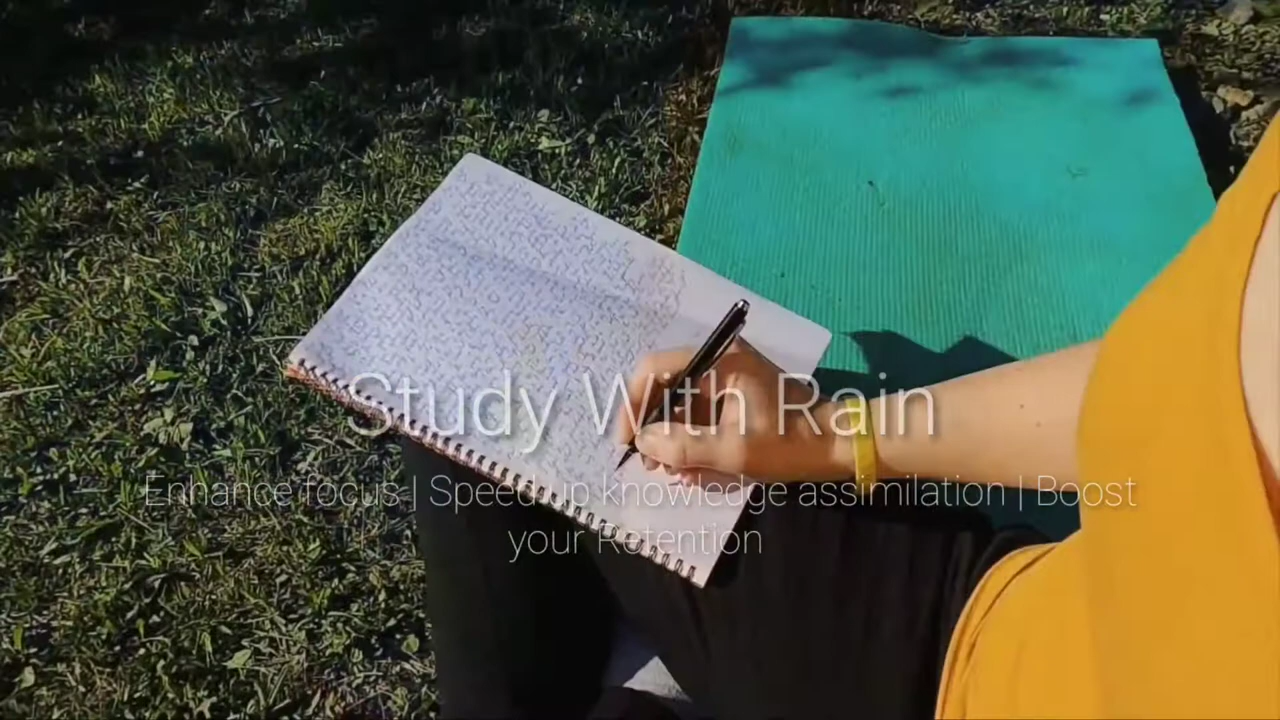 Study With Rain
Enhance focus | Speed up knowledge assimilation | Boost
your Retention